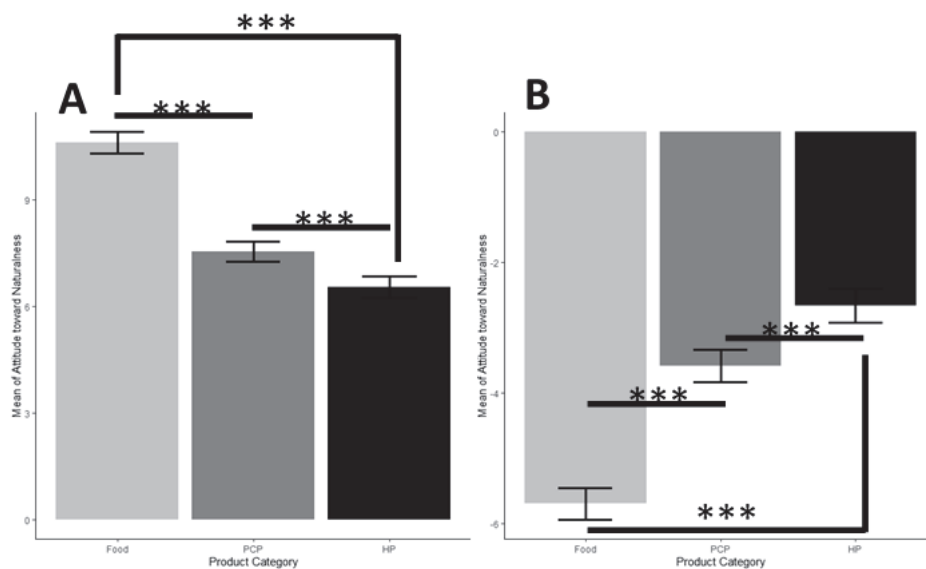 A
***
***
***
Mean of Attitude toward Naturalness
9
6
3
0
Food PCP HP
Product Category
B
Mean of Attitude toward Naturalness
0
-2
-4
-6
***
***
***
Food PCP HP
Product Category